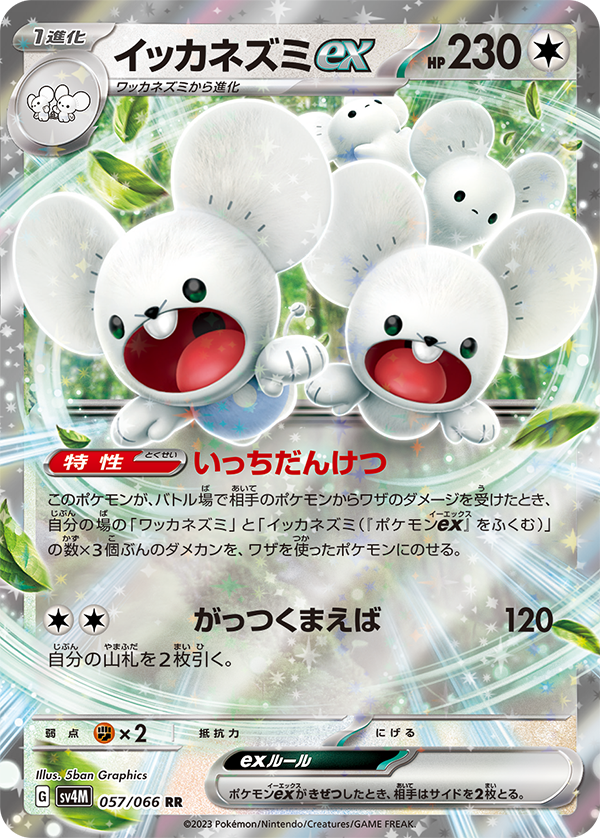 1進化
イッカネズミex
HP 230
ワッカネズミから進化
特性
とくせい
いっちだんけつ
このポケモンが、バトル場で相手のポケモンからワザのダメージを受けたとき、
自分の場の「ワッカネズミ」と「イッカネズミ(『ポケモンex』をふくむ)」
の数×3個ぶんのダメカンを、ワザを使ったポケモンにのせる。
がっつくまえば 120
自分の山札を2枚引く。
弱点 ×2 抵抗力 にげる
exルール
ポケモンexがきぜつしたとき、相手はサイドを2枚とる。
Illus. 5ban Graphics
G SV4M 057/066 RR
©2023 Pokémon/Nintendo/Creatures/GAME FREAK.